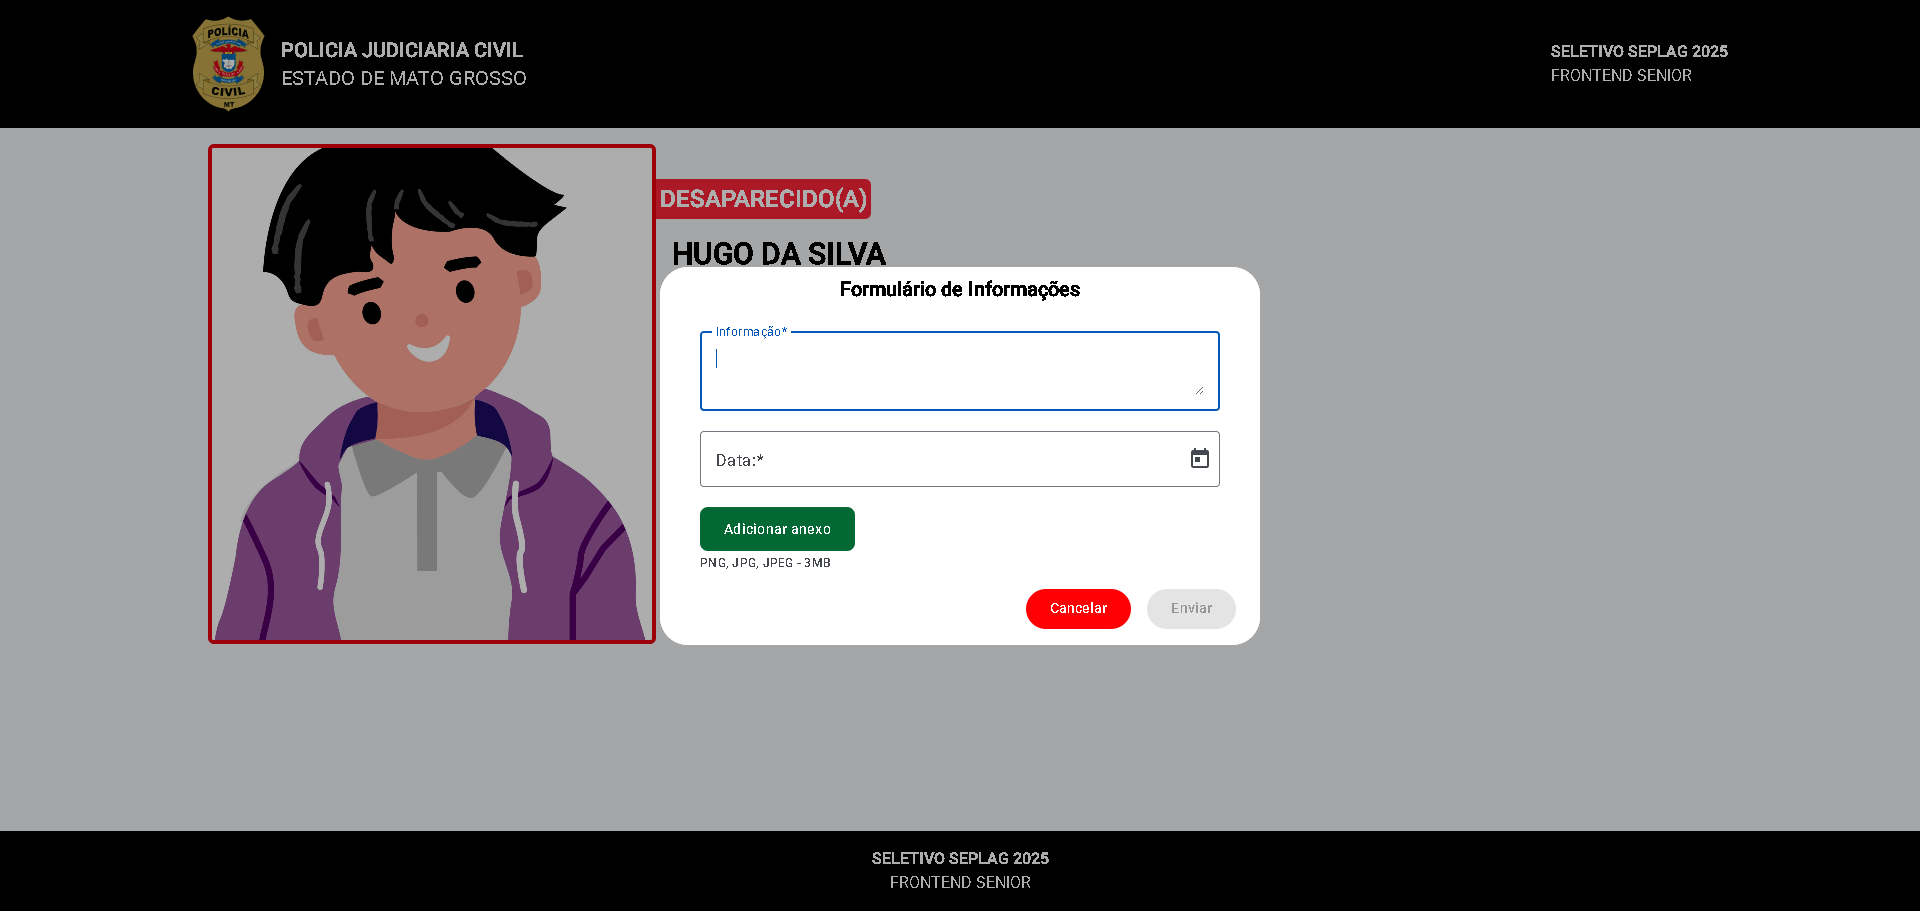 POLÍCIA
CIVIL
MT
POLICIA JUDICIARIA CIVIL
ESTADO DE MATO GROSSO
SELETIVO SEPLAG 2025
FRONTEND SENIOR
DESAPARECIDO(A)
HUGO DA SILVA
Formulário de Informações
Informação*
Data:*
Adicionar anexo
PNG, JPG, JPEG - 3MB
Cancelar
Enviar
SELETIVO SEPLAG 2025
FRONTEND SENIOR